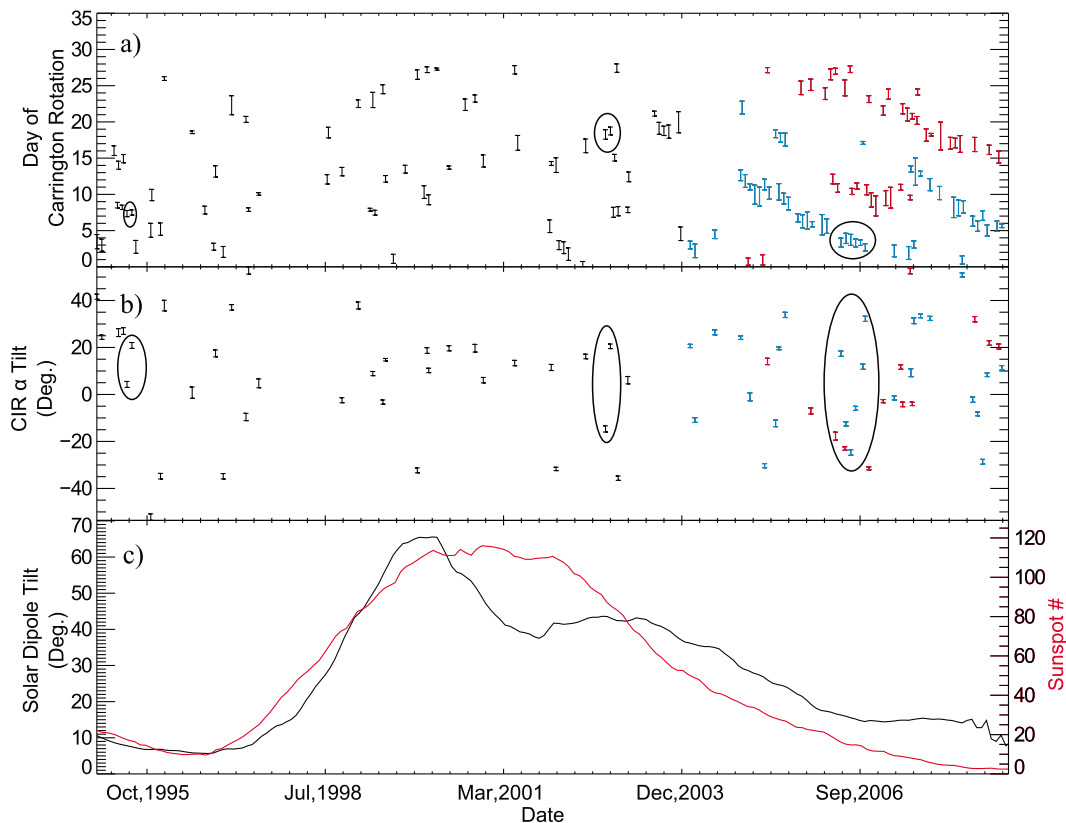 a)
35
30
25
20
15
10
5
0
Day of
Carrington Rotation
b)
40
20
0
−20
−40
CIR α Tilt
(Deg.)
c)
70
60
50
40
30
20
10
0
Solar Dipole Tilt
(Deg.)
120
100
80
60
40
20
0
Sunspot #
Oct,1995 Jul,1998 Mar,2001 Dec,2003 Sep,2006
Date